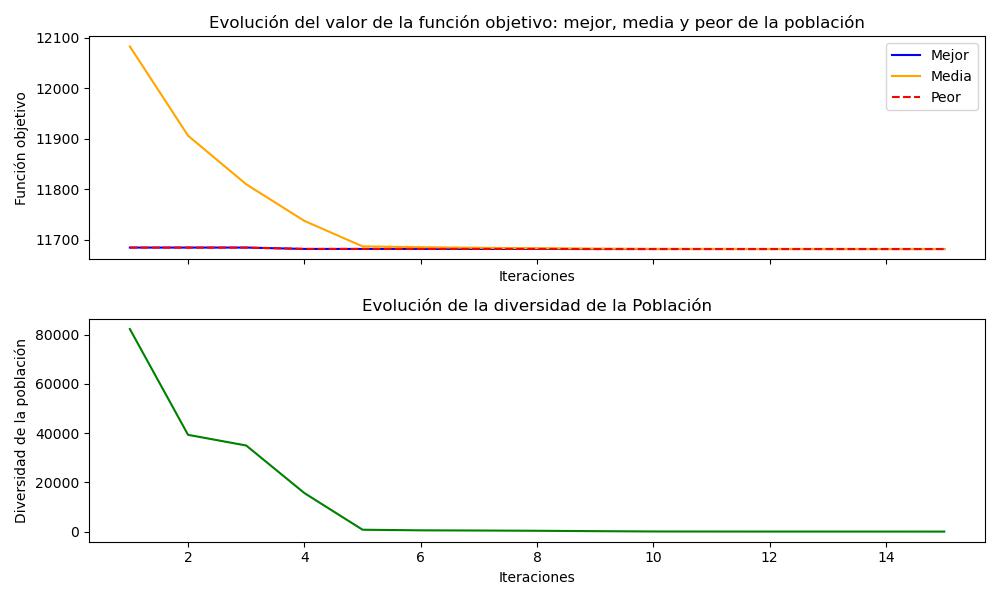 Evolución del valor de la función objetivo: mejor, media y peor de la población
12100
12000
11900
11800
11700
Función objetivo
Mejor
Media
Peor
Iteraciones
Evolución de la diversidad de la Población
80000
60000
40000
20000
0
Diversidad de la población
2 4 6 8 10 12 14
Iteraciones